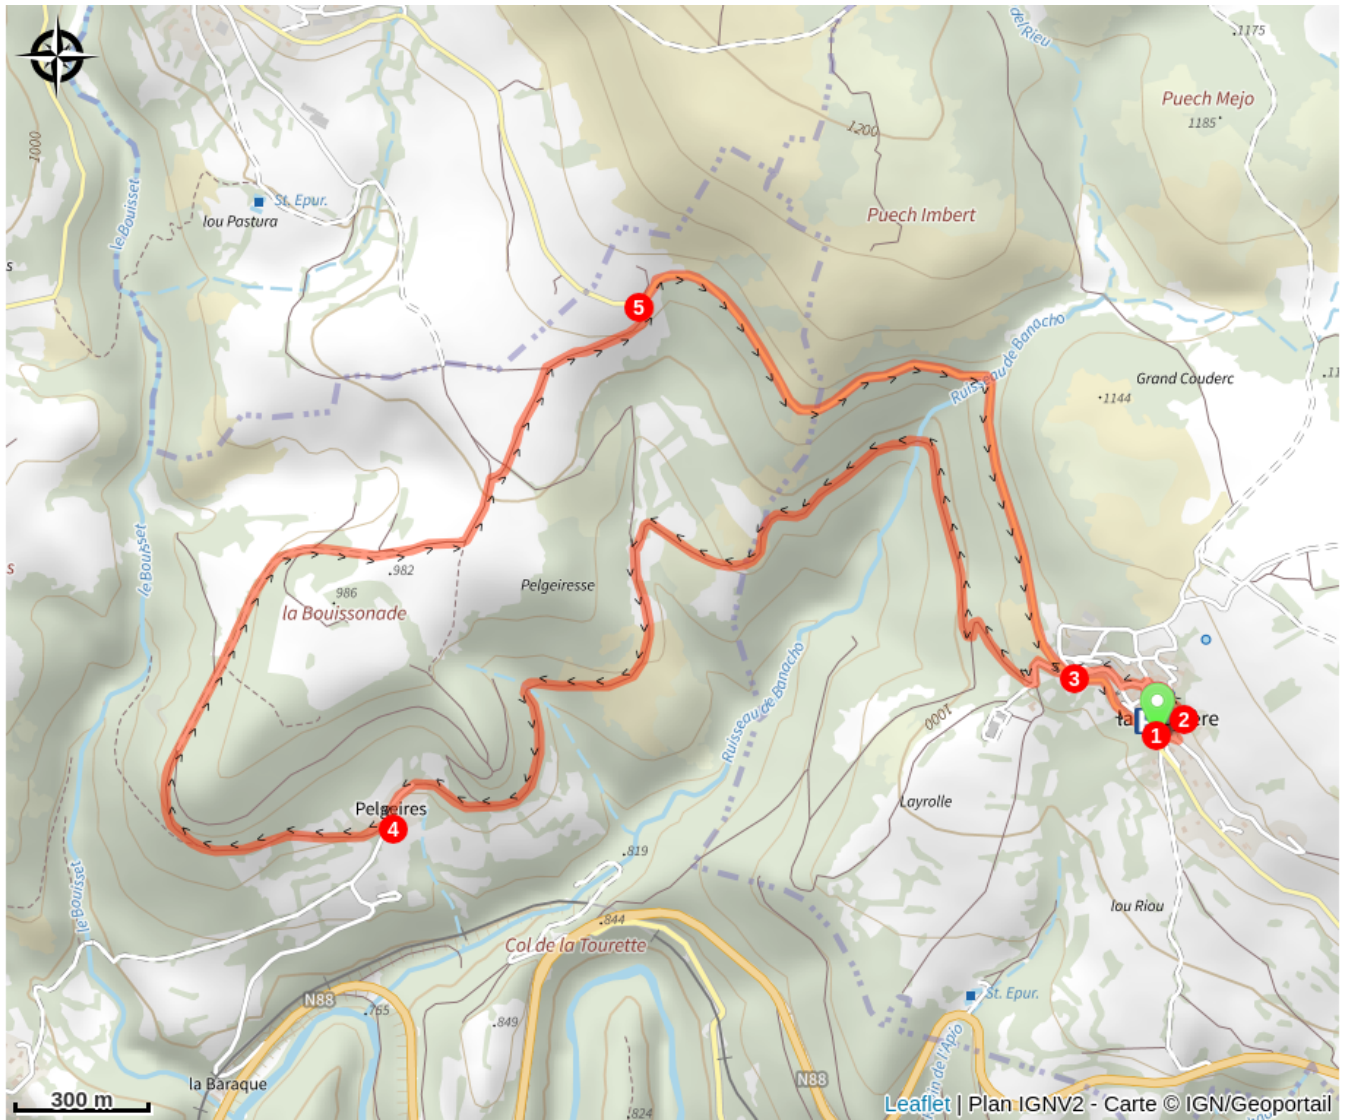 del Rieu
1175
Puech Mejo
1185
1200
1000
le Bouisset
St. Epur.
lou Pastura
Puech Imbert
s
5
Ruisseau de Banocho
Grand Couderc
1144
le Bouisset
s
982
986
la Bouissonade
Pelgeiresse
3
1000
2
1
Ruisseau de Banacho
Pelgeires
4
Layrolle
819
le Bouisset
844
Col de la Tourette
lou Riou
N88
765
849
St. Epur.
la Baraque
N88
824
300 m
Leaflet | Plan IGNV2 - Carte © IGN/Geoportail